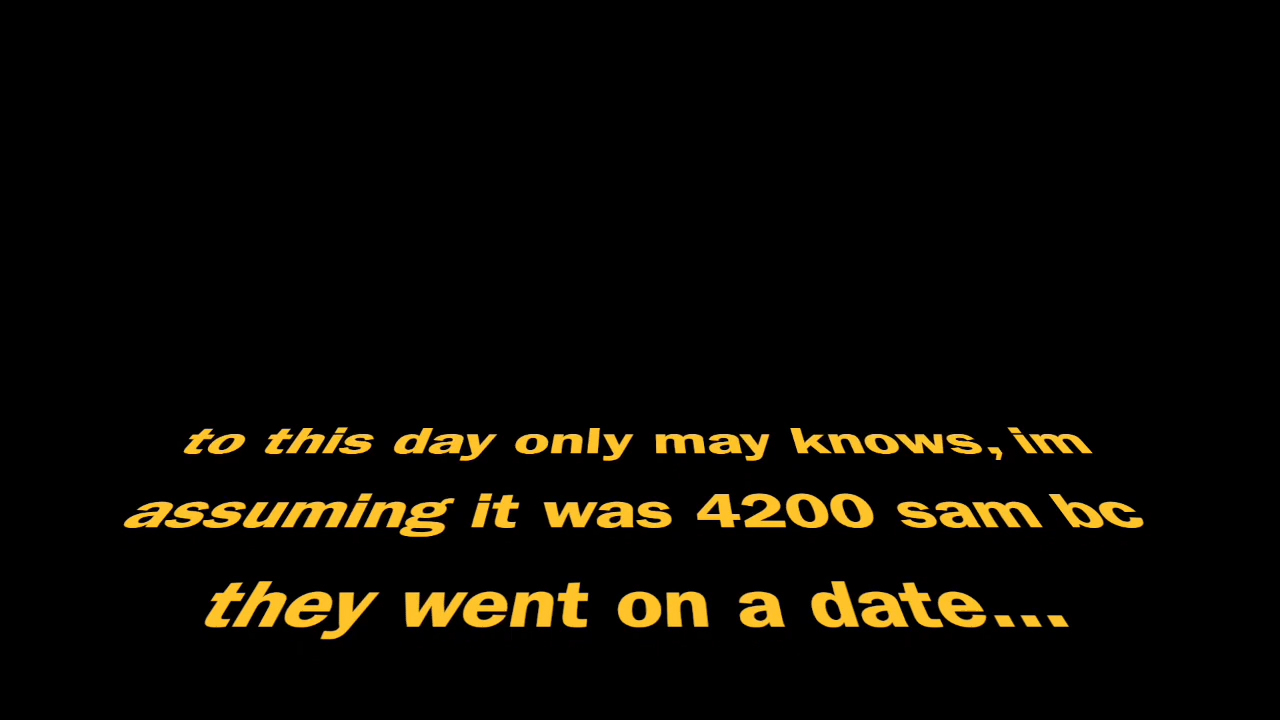 to this day only may knows, im
assuming it was 4200 sam bc
they went on a date...